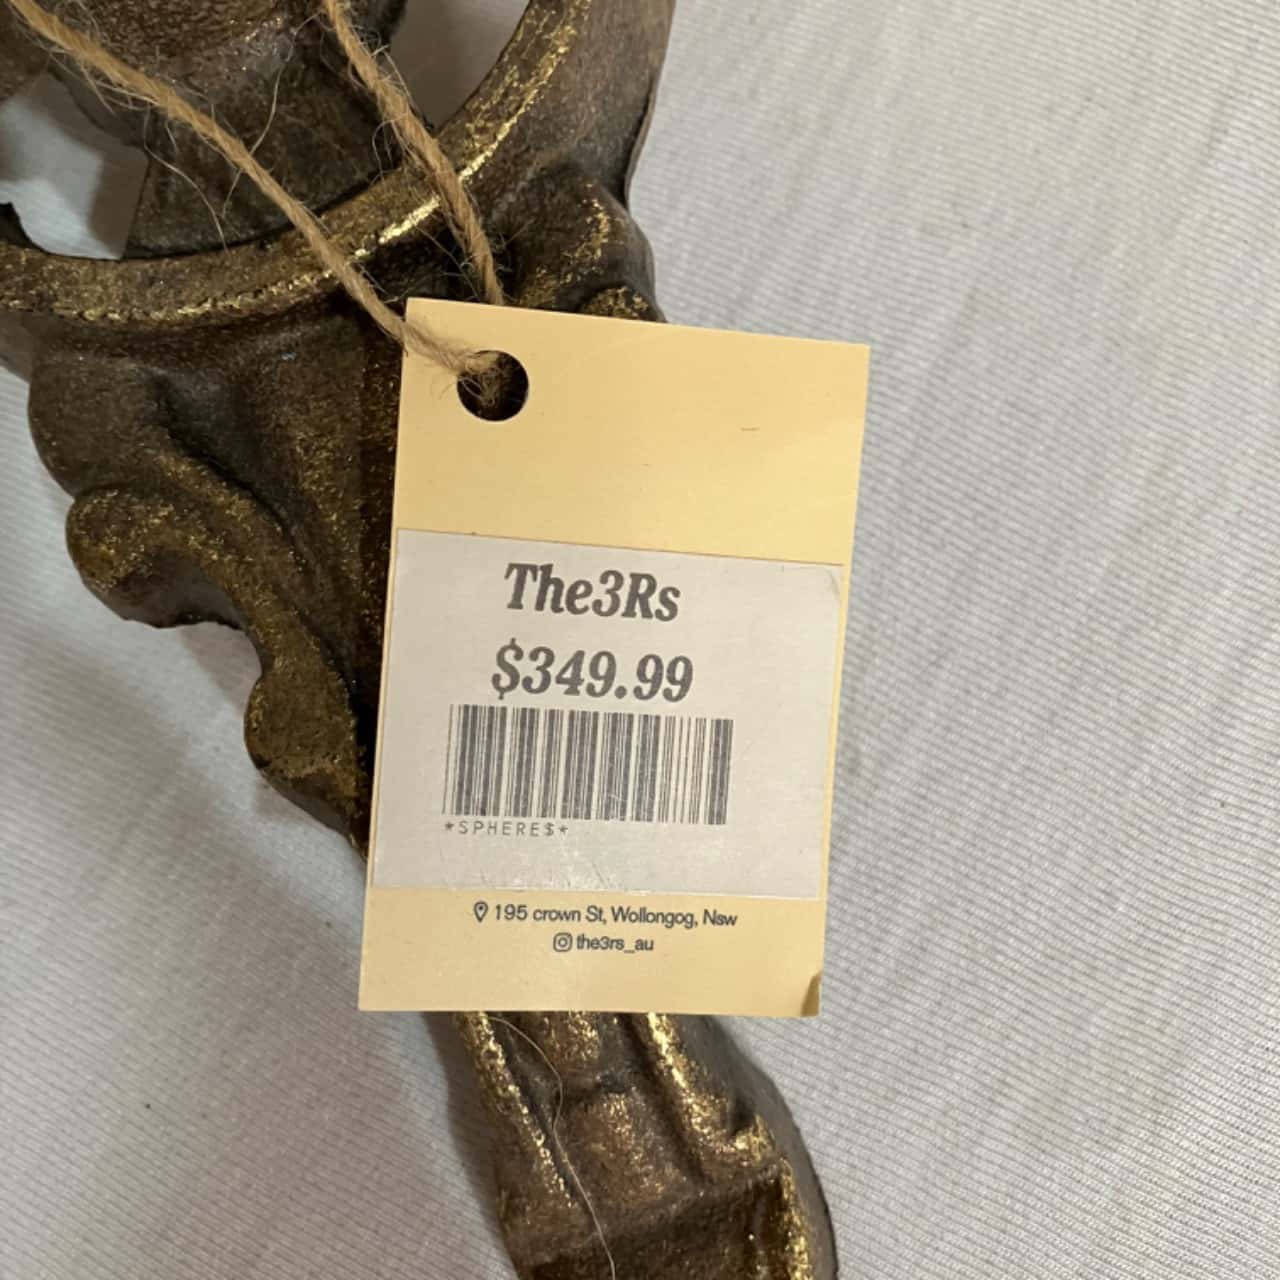 The3Rs
$349.99
*SPHERE$*
195 crown St, Wollongog, Nsw
the3rs_au